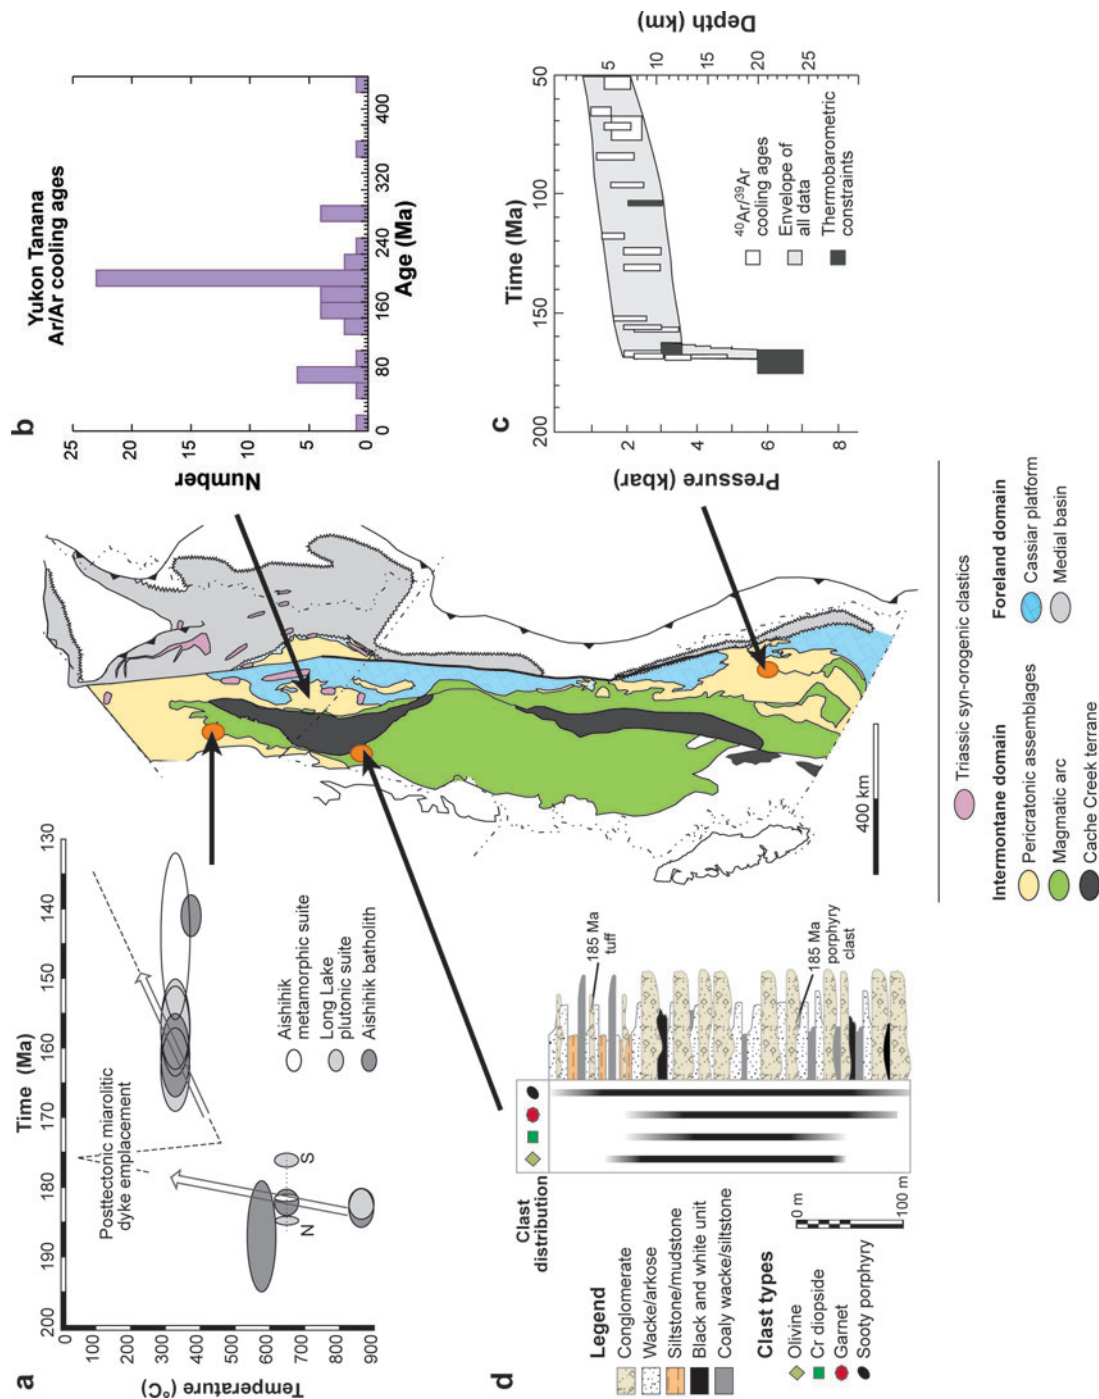 a
Time (Ma)
200
190
180
170
160
150
140
130
Temperature (°C)
0
100
200
300
400
500
600
700
800
900
Posttectonic miarolitic
dyke emplacement
N
S
Aishihik
metamorphic suite
Long Lake
plutonic suite
Aishihik batholith
b
Yukon Tanana
Ar/Ar cooling ages
Number
25
20
15
10
5
0
0
80
160
240
320
400
Age (Ma)
c
Time (Ma)
200
150
100
50
Pressure (kbar)
2
4
6
8
Depth (km)
5
10
15
20
25
40Ar/39Ar
cooling ages
Envelope of
all data
Thermobarometric
constraints
d
Clast
distribution
185 Ma
tuff
185 Ma
porphyry
clast
Legend
Conglomerate
Wacke/arkose
Siltstone/mudstone
Black and white unit
Coaly wacke/siltstone
Clast types
Olivine
Cr diopside
Garnet
Sooty porphyry
0 m
100 m
400 km
Triassic syn-orogenic clastics
Intermontane domain
Pericratonic assemblages
Magmatic arc
Cache Creek terrane
Foreland domain
Cassiar platform
Medial basin